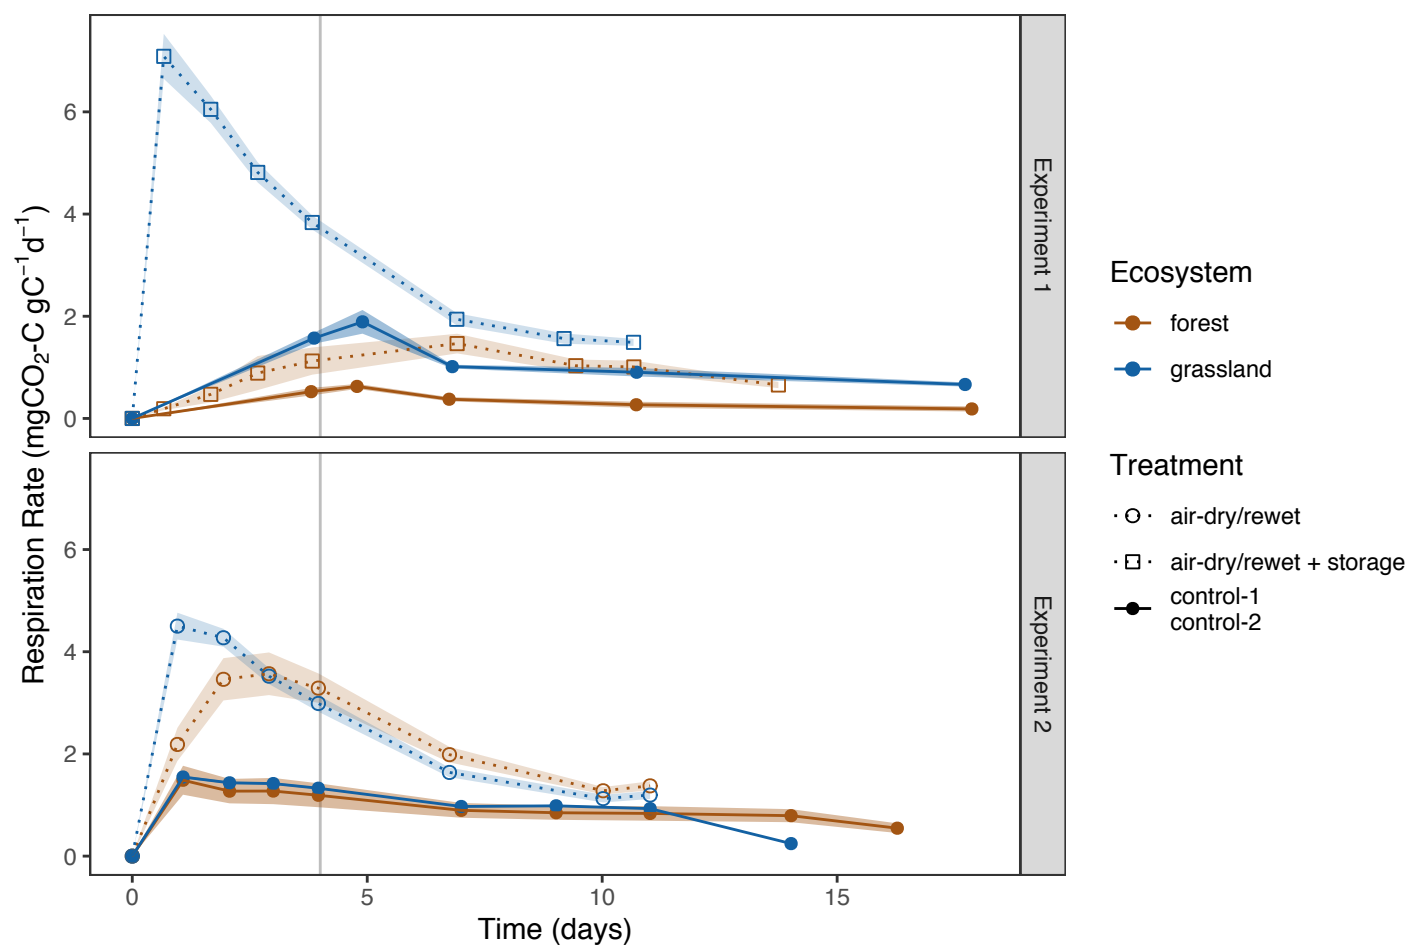 Respiration Rate (mgCO₂-C gC⁻¹d⁻¹)
6
4
2
0
Experiment 1
6
4
2
0
Experiment 2
0 5 10 15
Time (days)
Ecosystem
forest
grassland
Treatment
air-dry/rewet
air-dry/rewet + storage
control-1
control-2